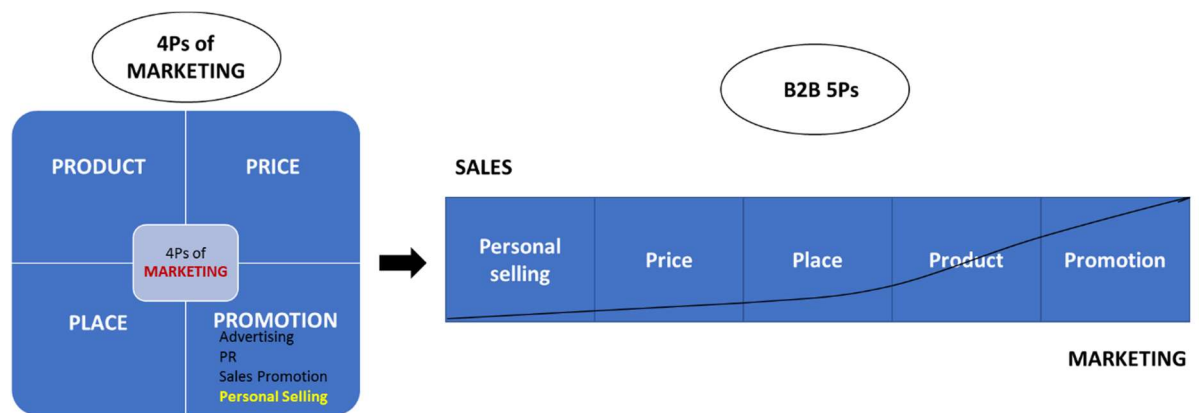 4Ps of
MARKETING
PRODUCT
PRICE
4Ps of
MARKETING
PLACE
PROMOTION
Advertising
PR
Sales Promotion
Personal Selling
B2B 5Ps
SALES
Personal
selling
Price
Place
Product
Promotion
MARKETING